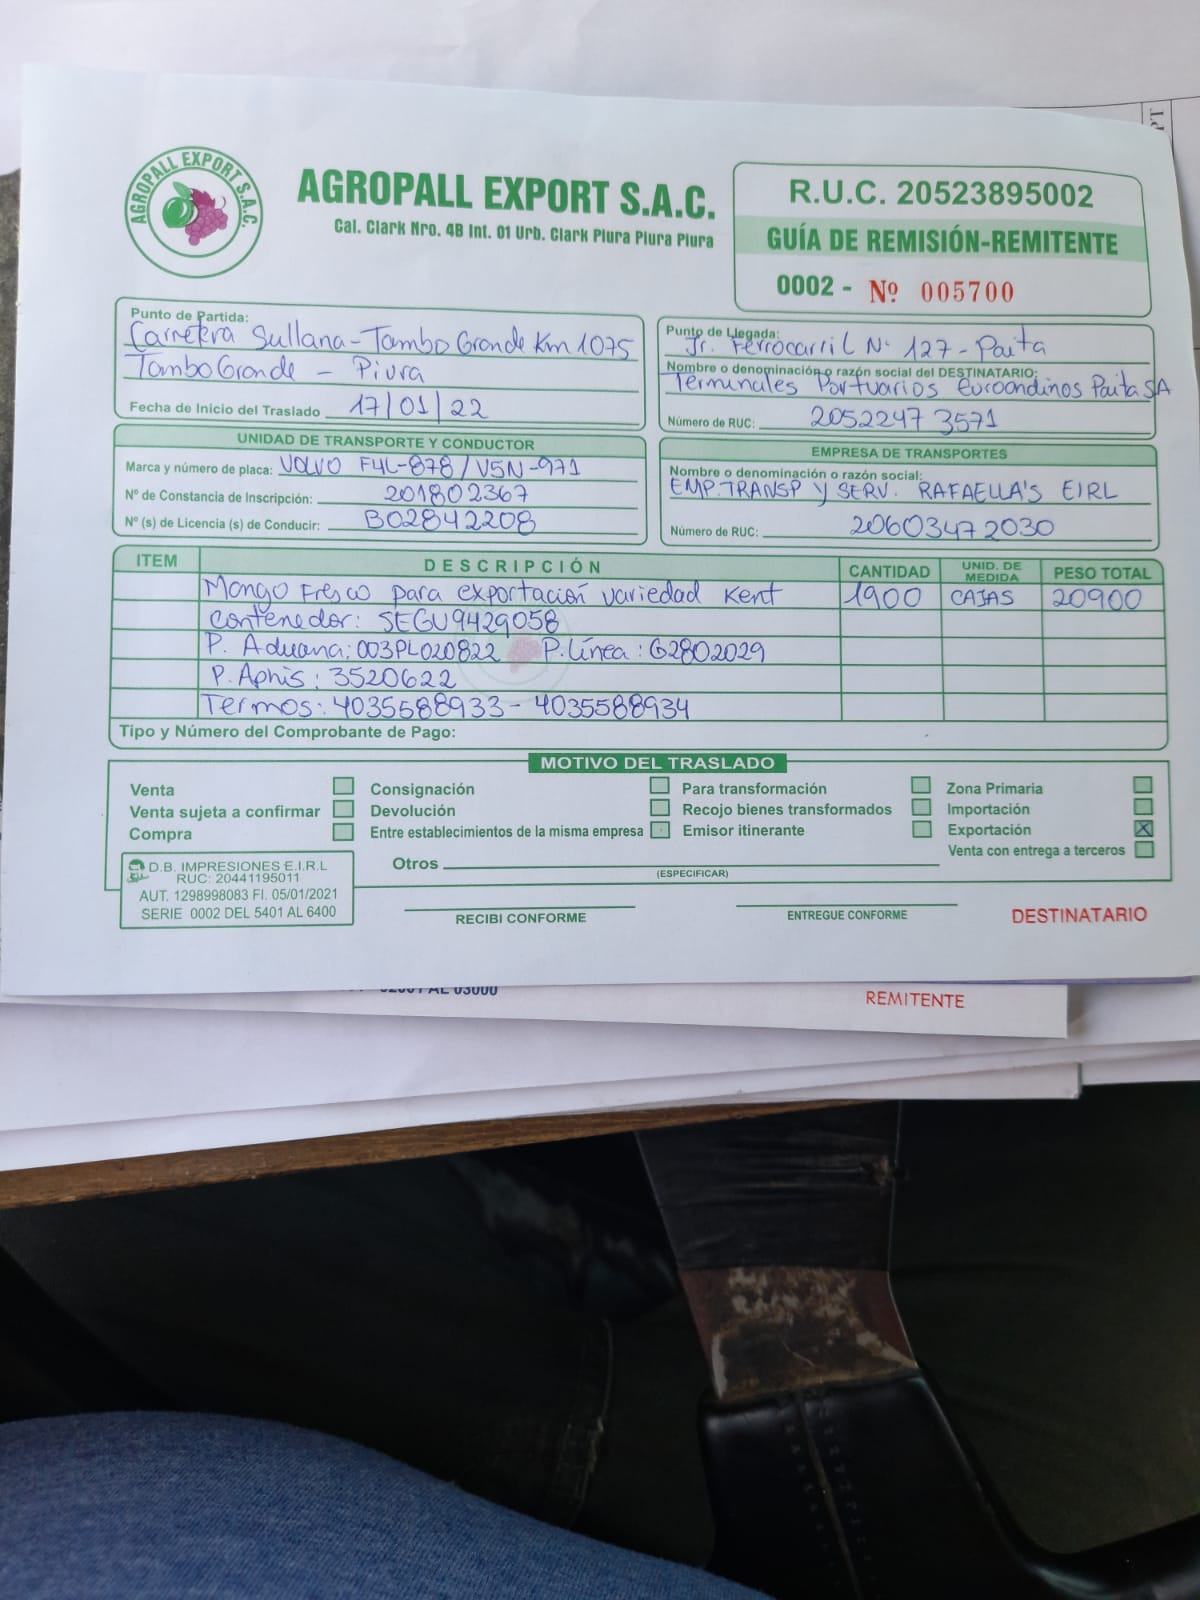 AGROPALL EXPORT S.A.C.
AGROPALL EXPORT S.A.C.
Cal. Clark Nro. 4B Int. 01 Urb. Clark Piura Piura Piura
R.U.C. 20523895002
GUÍA DE REMISIÓN-REMITENTE
0002 - Nº 005700
Punto de Partida:
Carretera Sullana-Tambo Grande Km 1075
Tambo Grande - Piura
Fecha de Inicio del Traslado 17/01/22
Punto de Llegada:
Jr. Ferrocarril Nº 127 - Paita
Nombre o denominación o razón social del DESTINATARIO:
Terminales Portuarios Euroandinos Paita SA
Número de RUC: 20522473571
UNIDAD DE TRANSPORTE Y CONDUCTOR
Marca y número de placa: VOLVO F4L-878/V5N-971
Nº de Constancia de Inscripción: 201802367
Nº (s) de Licencia (s) de Conducir: B02842208
EMPRESA DE TRANSPORTES
Nombre o denominación o razón social:
EMP. TRANSP Y SERV. RAFAELLA'S EIRL
Número de RUC: 20603472030
ITEM DESCRIPCIÓN CANTIDAD UNID. DE MEDIDA PESO TOTAL
Mango Fresco para exportación variedad Kent 1900 CAJAS 20900
Contenedor: SEGU9429058
P. Aduana: 003PL020822 P. Línea: G2802029
P. Aphis: 3520622
Termos: 4035588933 - 4035588934
Tipo y Número del Comprobante de Pago:
MOTIVO DEL TRASLADO
Venta Consignación Para transformación Zona Primaria
Venta sujeta a confirmar Devolución Recojo bienes transformados Importación
Compra Entre establecimientos de la misma empresa Emisor itinerante Exportación X
Venta con entrega a terceros
Otros
(ESPECIFICAR)
D.B. IMPRESIONES E.I.R.L
RUC: 20441195011
AUT. 1298998083 FI. 05/01/2021
SERIE 0002 DEL 5401 AL 6400
RECIBI CONFORME
ENTREGUE CONFORME
DESTINATARIO
AL 03000
REMITENTE